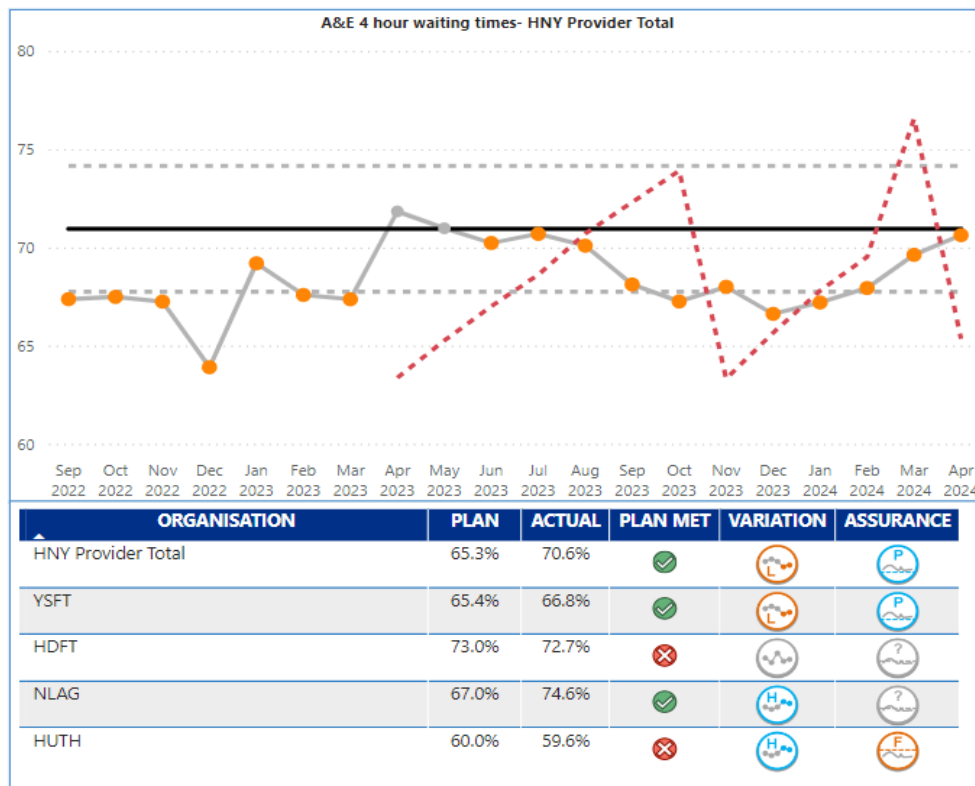 A&E 4 hour waiting times- HNY Provider Total
80
75
70
65
60
Sep Oct Nov Dec Jan Feb Mar Apr May Jun Jul Aug Sep Oct Nov Dec Jan Feb Mar Apr
2022 2022 2022 2022 2023 2023 2023 2023 2023 2023 2023 2023 2023 2023 2023 2023 2024 2024 2024 2024
ORGANISATION PLAN ACTUAL PLAN MET VARIATION ASSURANCE
HNY Provider Total 65.3% 70.6% L P
YSFT 65.4% 66.8% L P
HDFT 73.0% 72.7% ?
NLAG 67.0% 74.6% H ?
HUTH 60.0% 59.6% H F